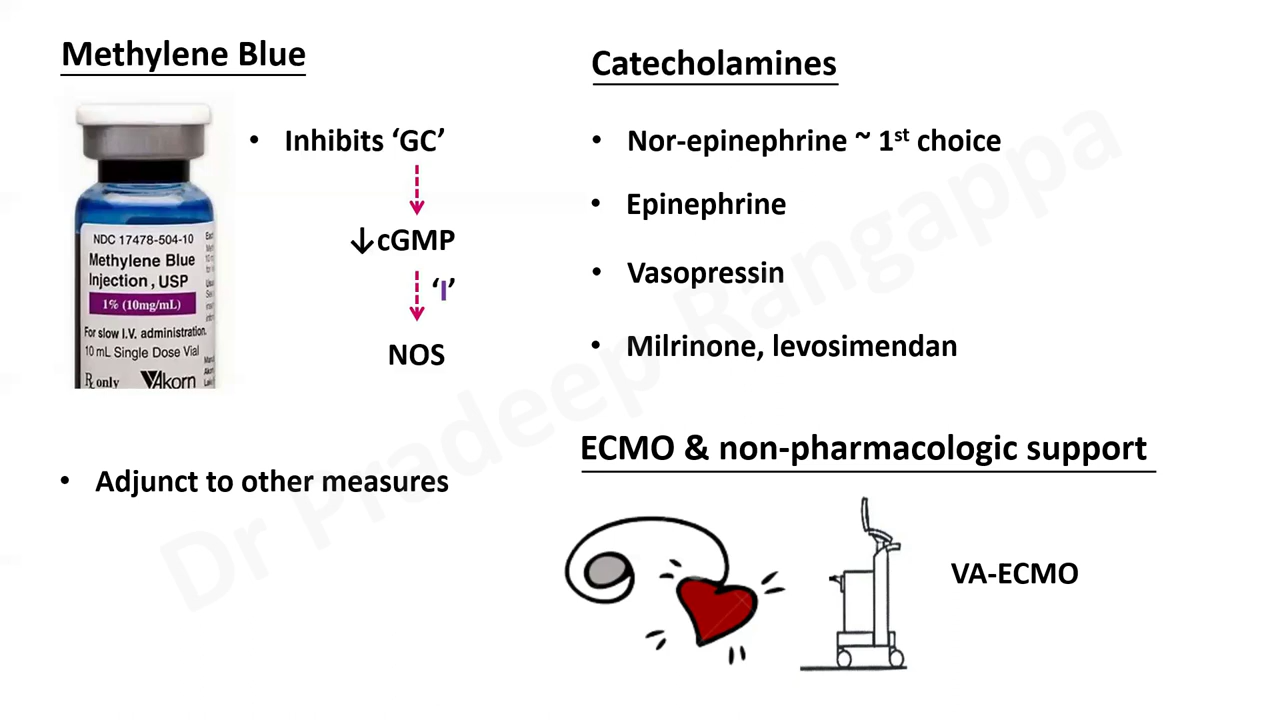 Methylene Blue
• Inhibits ‘GC’
↓cGMP
‘I’
NOS
NDC 17478-504-10
Methylene Blue
Injection, USP
1% (10mg/mL)
For slow I.V. administration.
10 mL Single Dose Vial
Rx only
Akorn
• Adjunct to other measures
Catecholamines
• Nor-epinephrine ~ 1st choice
• Epinephrine
• Vasopressin
• Milrinone, levosimendan
ECMO & non-pharmacologic support
VA-ECMO
Dr Pradeep Rangappa